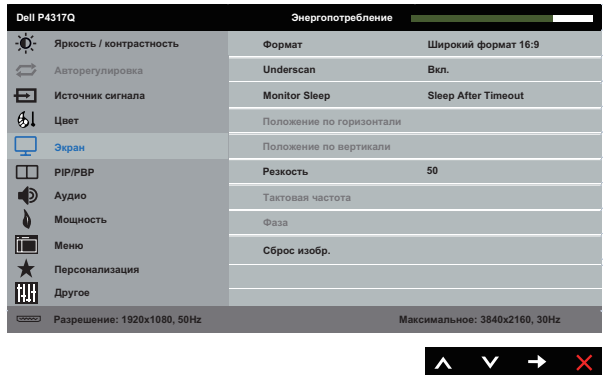 Dell P4317Q Энергопотребление
Яркость / контрастность Формат Широкий формат 16:9
Авторегулировка Underscan Вкл.
Источник сигнала Monitor Sleep Sleep After Timeout
Цвет Положение по горизонтали
Экран Положение по вертикали
PIP/PBP Резкость 50
Аудио Тактовая частота
Мощность Фаза
Меню Сброс изобр.
Персонализация
Другое
Разрешение: 1920x1080, 50Hz Максимальное: 3840x2160, 30Hz